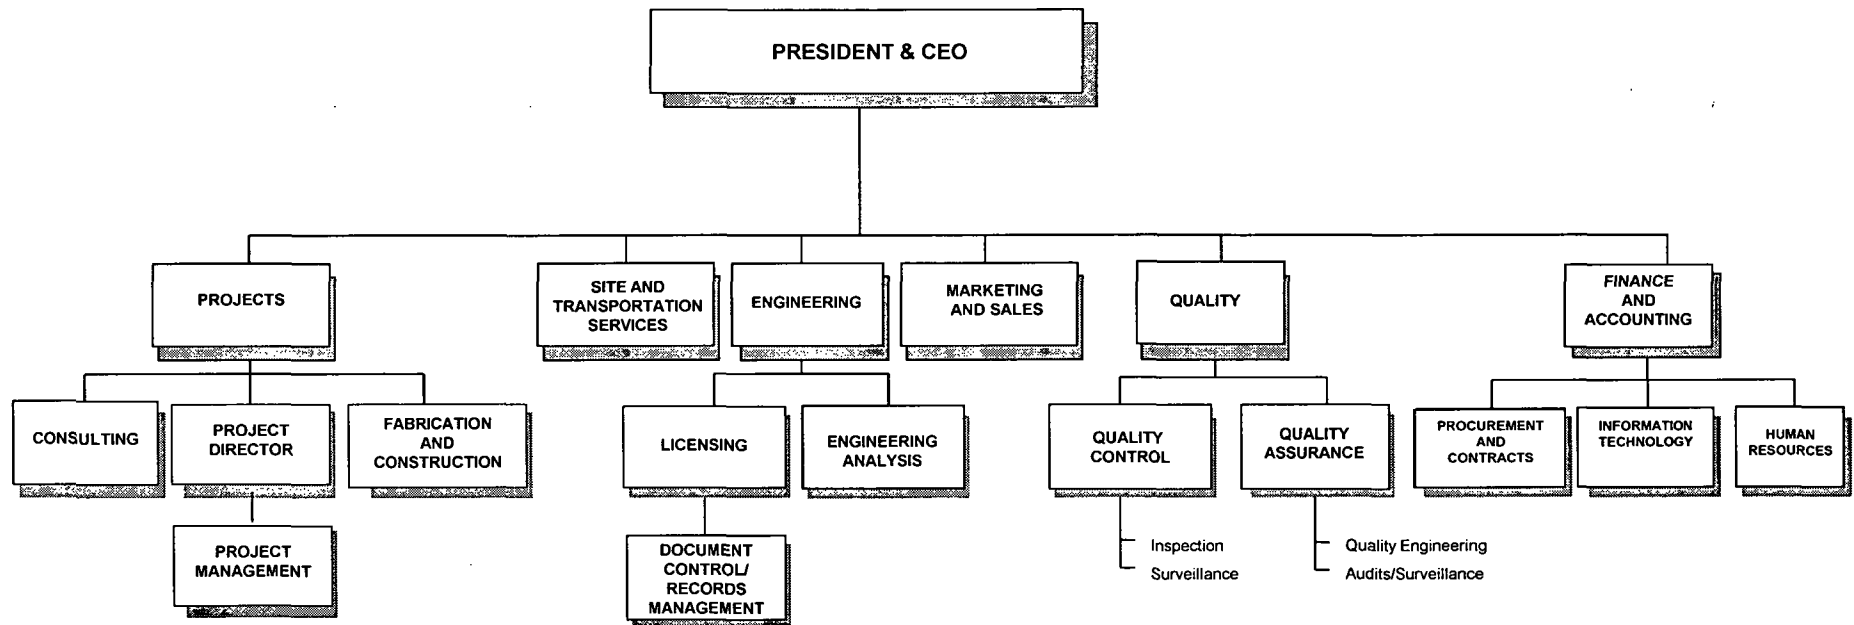 PRESIDENT & CEO
PROJECTS
SITE AND
TRANSPORTATION
SERVICES
ENGINEERING
MARKETING
AND SALES
QUALITY
FINANCE
AND
ACCOUNTING
CONSULTING
PROJECT
DIRECTOR
FABRICATION
AND
CONSTRUCTION
LICENSING
ENGINEERING
ANALYSIS
QUALITY
CONTROL
QUALITY
ASSURANCE
PROCUREMENT
AND
CONTRACTS
INFORMATION
TECHNOLOGY
HUMAN
RESOURCES
PROJECT
MANAGEMENT
DOCUMENT
CONTROL/
RECORDS
MANAGEMENT
Inspection
Surveillance
Quality Engineering
Audits/Surveillance